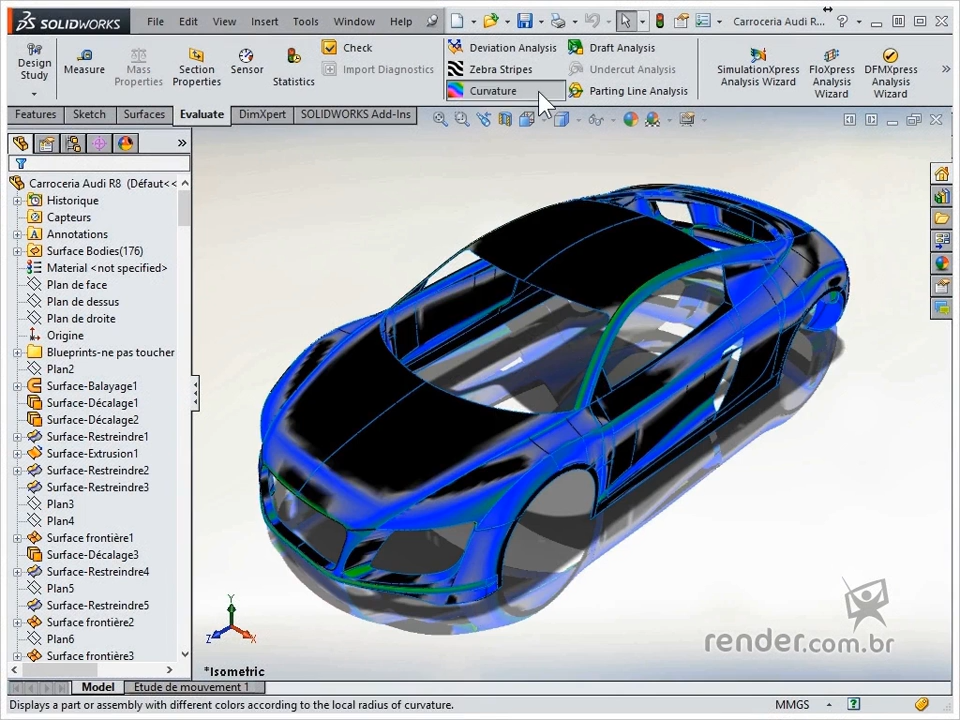 SOLIDWORKS File Edit View Insert Tools Window Help Carroceria Audi R... ?
Design Study
Measure
Mass Properties
Section Properties
Sensor
Statistics
Check
Import Diagnostics
Deviation Analysis
Zebra Stripes
Curvature
Draft Analysis
Undercut Analysis
Parting Line Analysis
SimulationXpress Analysis Wizard
FloXpress Analysis Wizard
DFMXpress Analysis Wizard
Features Sketch Surfaces Evaluate DimXpert SOLIDWORKS Add-Ins
Carroceria Audi R8 (Défaut<<
Historique
Capteurs
Annotations
Surface Bodies(176)
Material <not specified>
Plan de face
Plan de dessus
Plan de droite
Origine
Blueprints-ne pas toucher
Plan2
Surface-Balayage1
Surface-Décalage1
Surface-Décalage2
Surface-Restreindre1
Surface-Extrusion1
Surface-Restreindre2
Surface-Restreindre3
Plan3
Plan4
Surface frontière1
Surface-Décalage3
Surface-Restreindre4
Plan5
Surface-Restreindre5
Surface frontière2
Plan6
Surface frontière3
Y
Z
X
*Isometric
render.com.br
Model Etude de mouvement 1
Displays a part or assembly with different colors according to the local radius of curvature. MMGS ?